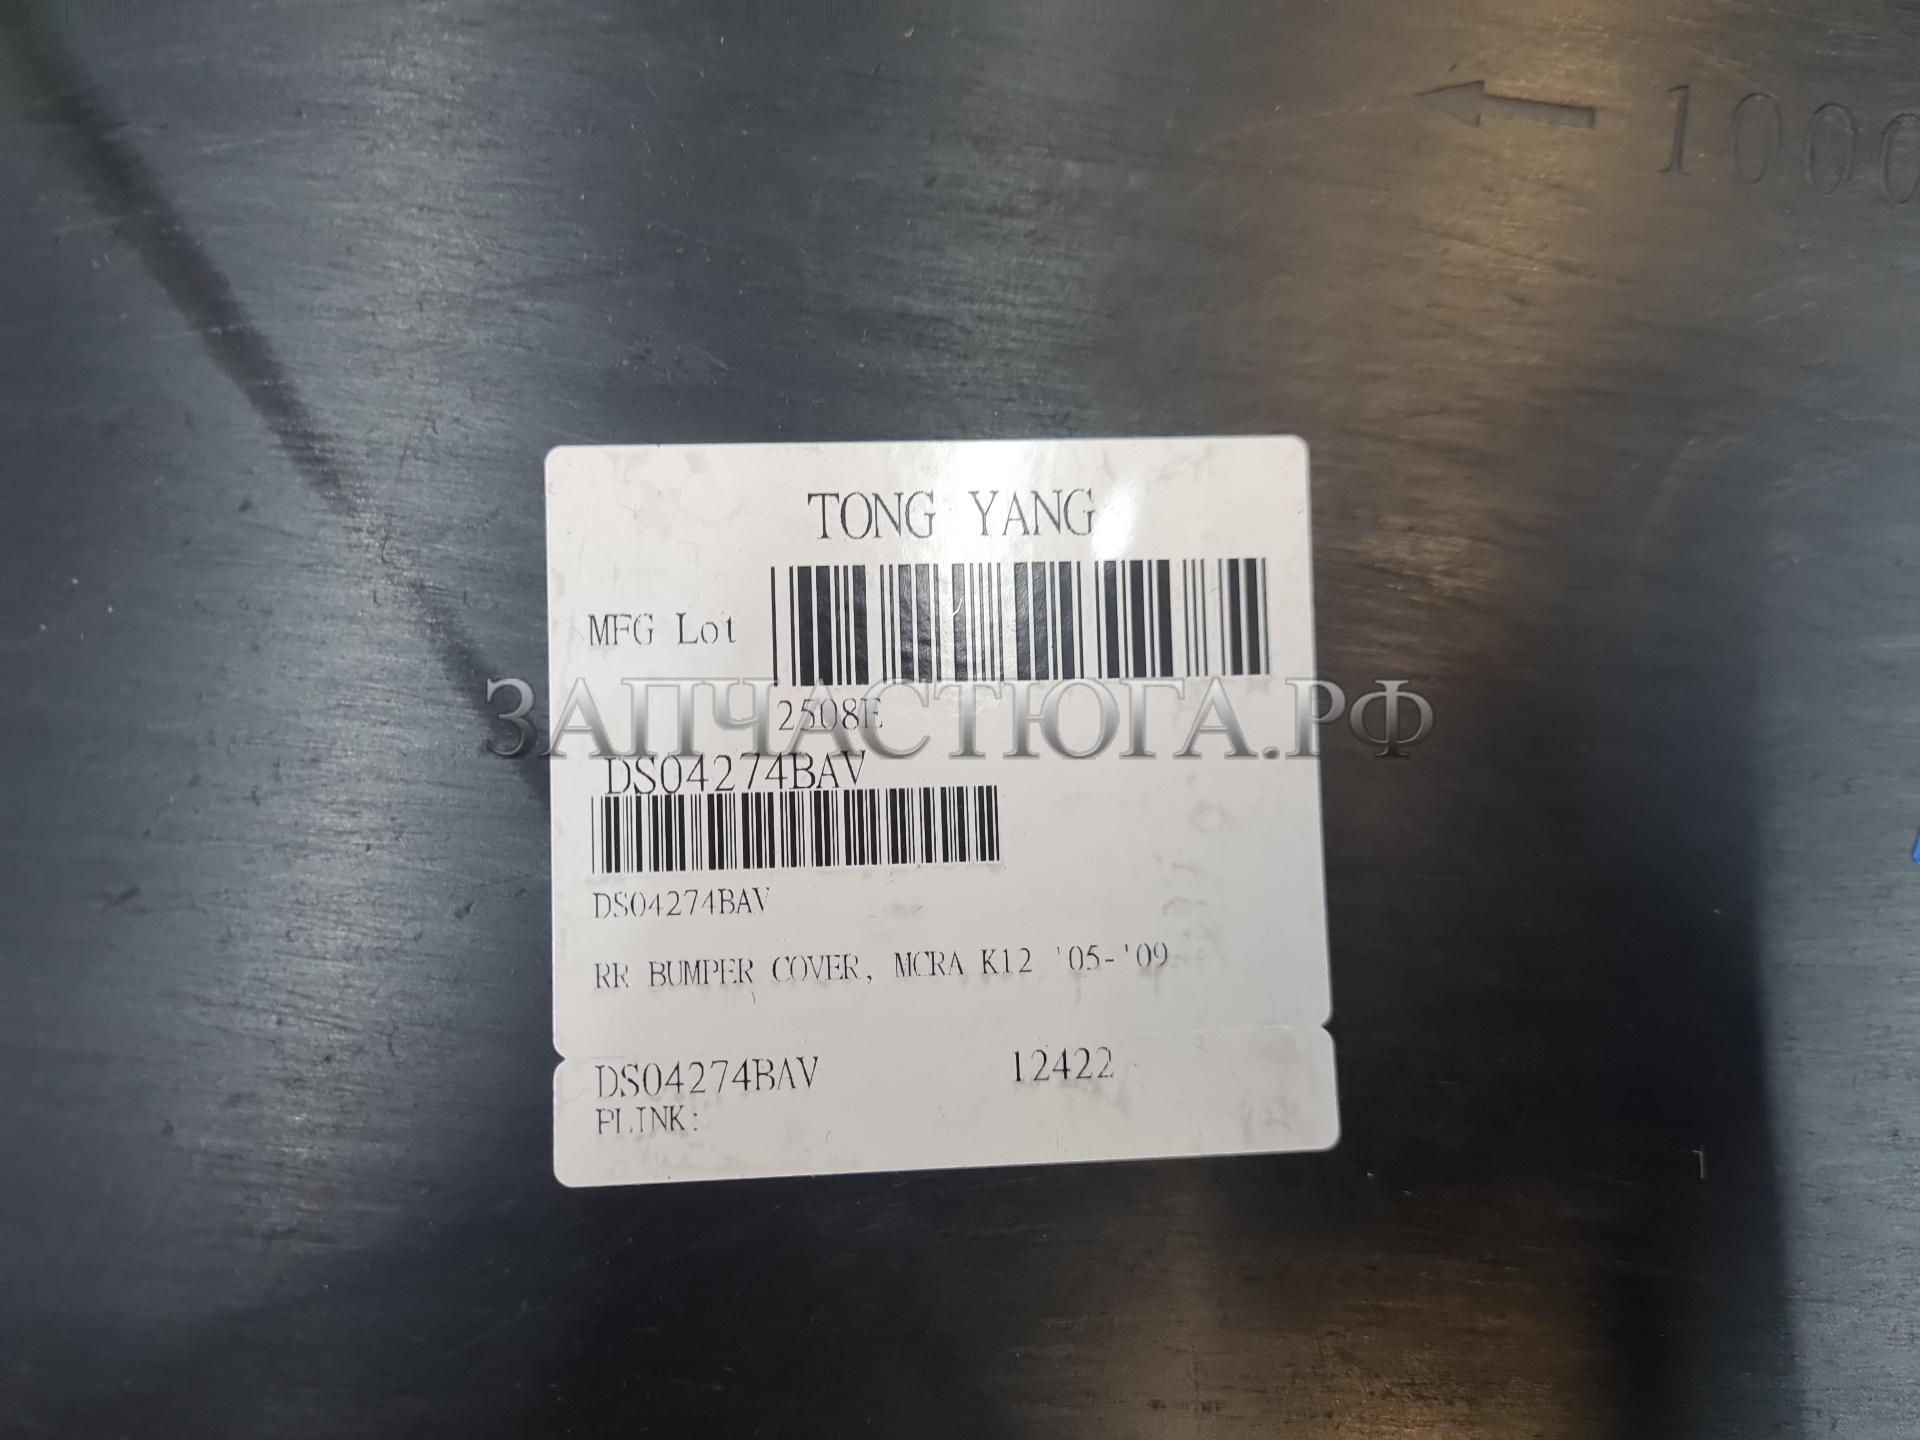 1000
TONG YANG
MFG Lot
2508E
ЗАПЧАСТЮГА.РФ
DS04274BAV
DS04274BAV
RR BUMPER COVER, MCRA K12 '05-'09
DS04274BAV 12422
PLINK: